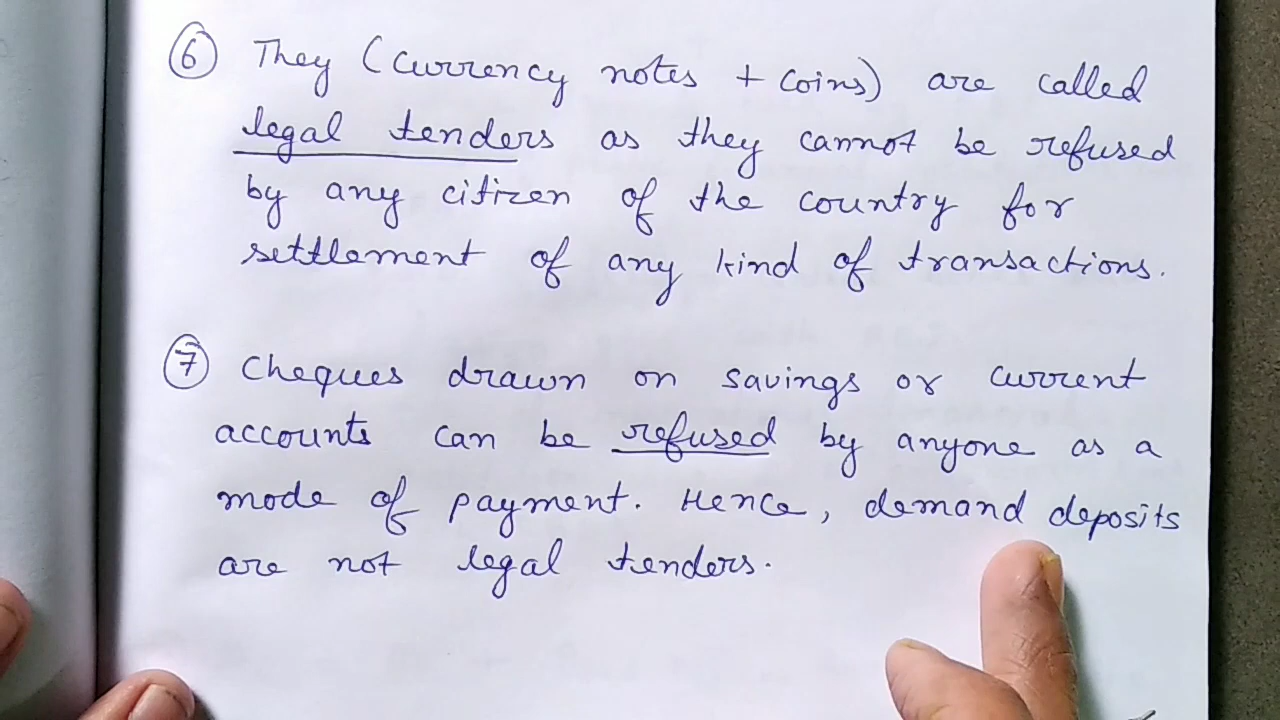 ⑥ They (currency notes + coins) are called
legal tenders as they cannot be refused
by any citizen of the country for
settlement of any kind of transactions.
⑦ Cheques drawn on savings or current
accounts can be refused by anyone as a
mode of payment. Hence, demand deposits
are not legal tenders.